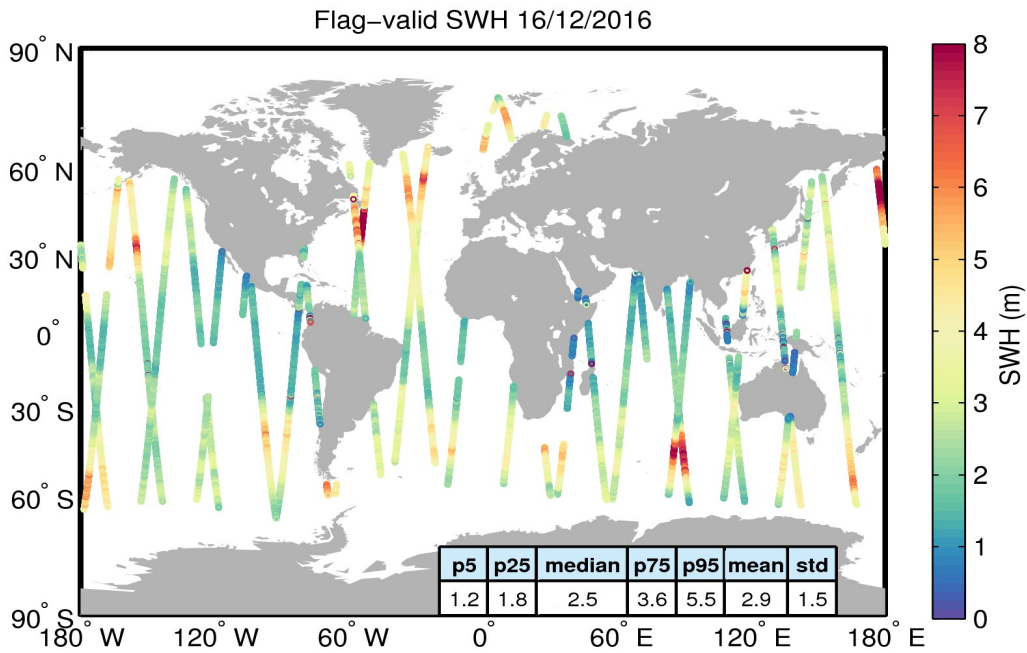 Flag−valid SWH 16/12/2016
90° N
60° N
30° N
0°
30° S
60° S
90° S
180° W
120° W
60° W
0°
60° E
120° E
180° E
p5 p25 median p75 p95 mean std
1.2 1.8 2.5 3.6 5.5 2.9 1.5
8
7
6
5
4
3
2
1
0
SWH (m)